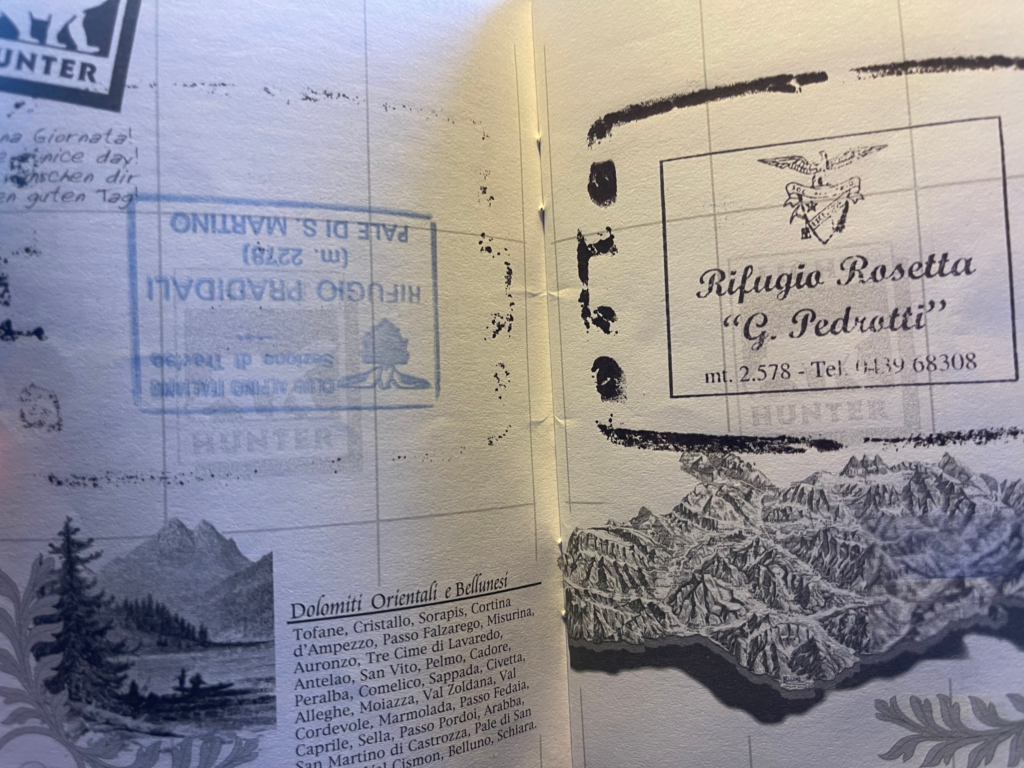 UNTER
na Giornata!
nice day!
schen dir
en guten Tag
CLUB ALPINO ITALIANO
Sezione di Treviso
RIFUGIO PRADIDALI
(m. 2278)
PALE DI S. MARTINO
HUNTER
Dolomiti Orientali e Bellunesi
Tofane, Cristallo, Sorapis, Cortina
d'Ampezzo, Passo Falzarego, Misurina,
Auronzo, Tre Cime di Lavaredo,
Antelao, San Vito, Pelmo, Cadore,
Peralba, Comelico, Sappada, Civetta,
Alleghe, Moiazza, Val Zoldana, Val
Cordevole, Marmolada, Passo Fedaia,
Caprile, Sella, Passo Pordoi, Arabba,
San Martino di Castrozza, Pale di San
Val Cismon, Belluno, Schiara.
Rifugio Rosetta
“G. Pedrotti”
mt. 2.578 - Tel. 0439 68308
HUNTER